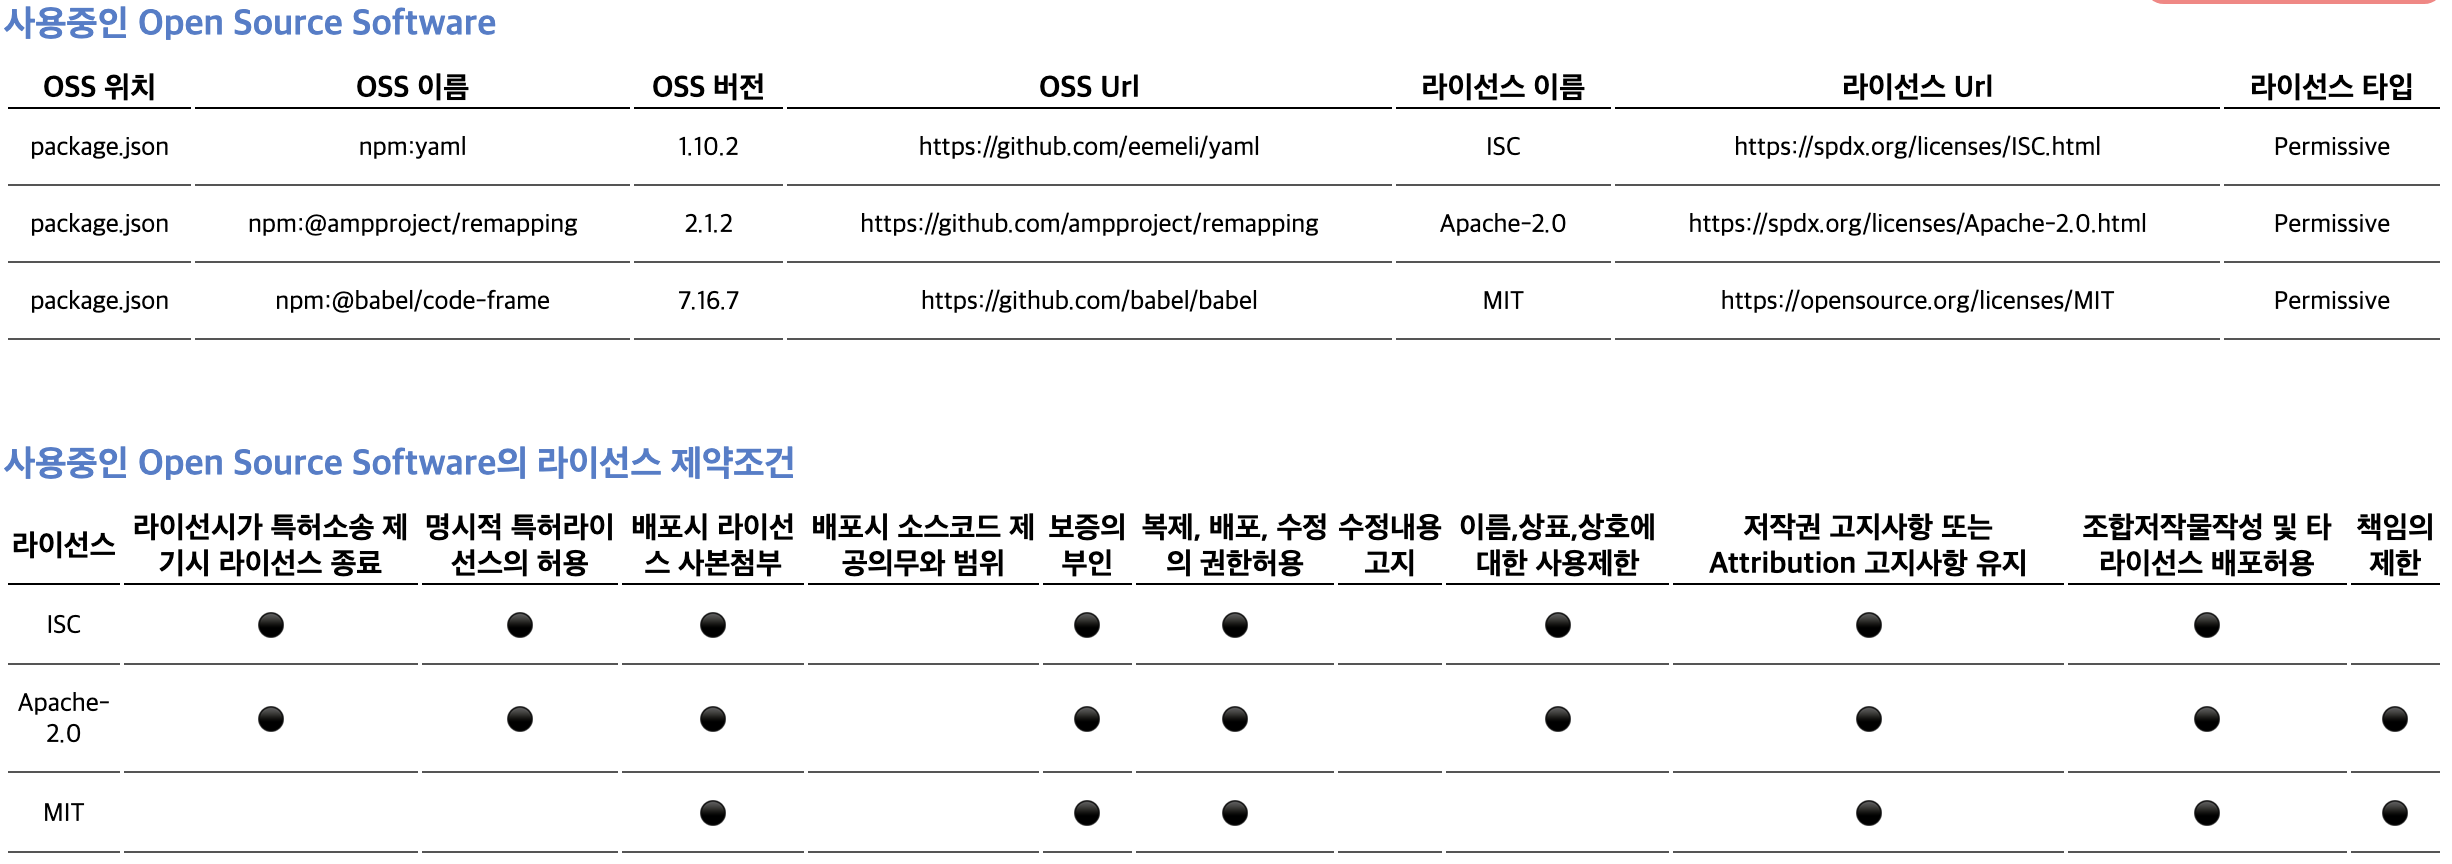 사용중인 Open Source Software
OSS 위치 OSS 이름 OSS 버전 OSS Url 라이선스 이름 라이선스 Url 라이선스 타입
package.json npm:yaml 1.10.2 https://github.com/eemeli/yaml ISC https://spdx.org/licenses/ISC.html Permissive
package.json npm:@ampproject/remapping 2.1.2 https://github.com/ampproject/remapping Apache-2.0 https://spdx.org/licenses/Apache-2.0.html Permissive
package.json npm:@babel/code-frame 7.16.7 https://github.com/babel/babel MIT https://opensource.org/licenses/MIT Permissive
사용중인 Open Source Software의 라이선스 제약조건
라이선스
라이선시가 특허소송 제
기시 라이선스 종료
명시적 특허라이
선스의 허용
배포시 라이선
스 사본첨부
배포시 소스코드 제
공의무와 범위
보증의
부인
복제, 배포, 수정
의 권한허용
수정내용
고지
이름,상표,상호에
대한 사용제한
저작권 고지사항 또는
Attribution 고지사항 유지
조합저작물작성 및 타
라이선스 배포허용
책임의
제한
ISC ● ● ● ● ● ● ● ●
Apache-
2.0 ● ● ● ● ● ● ● ● ●
MIT ● ● ● ● ● ●